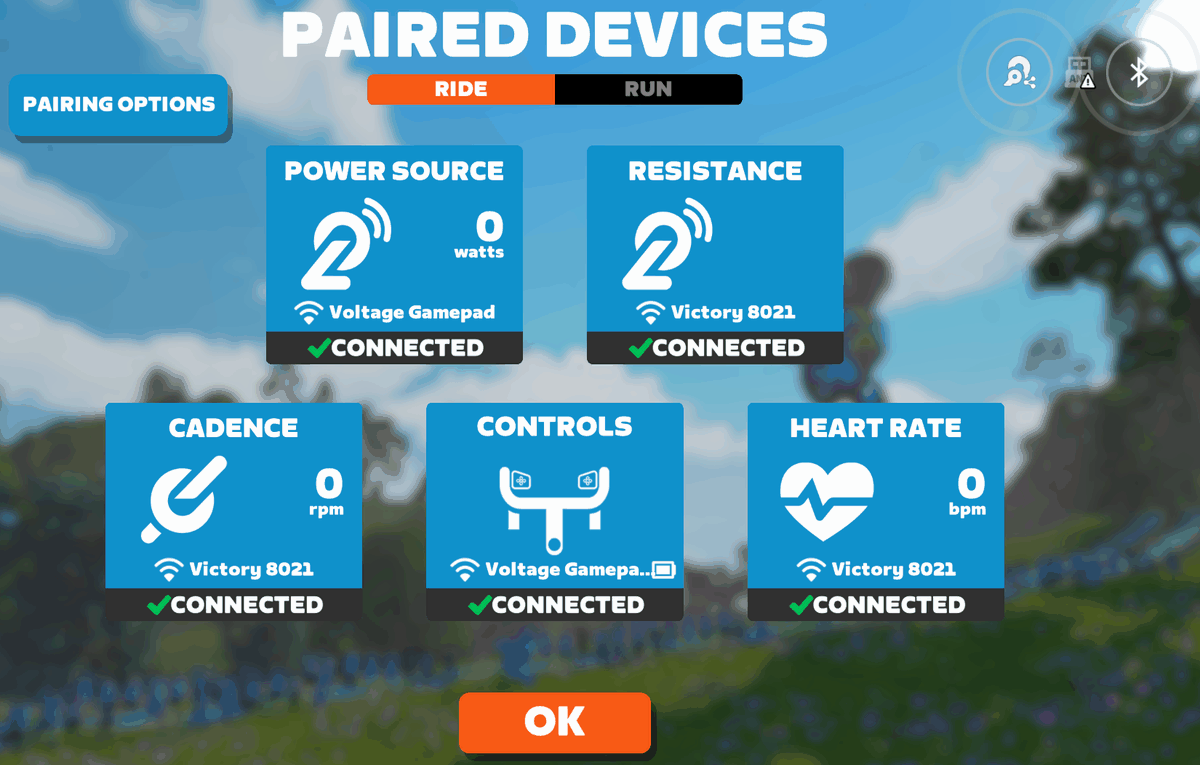 PAIRED DEVICES
RIDE
RUN
PAIRING OPTIONS
POWER SOURCE
0
watts
Voltage Gamepad
CONNECTED
RESISTANCE
Victory 8021
CONNECTED
CADENCE
0
rpm
Victory 8021
CONNECTED
CONTROLS
Voltage Gamepa..
CONNECTED
HEART RATE
0
bpm
Victory 8021
CONNECTED
OK